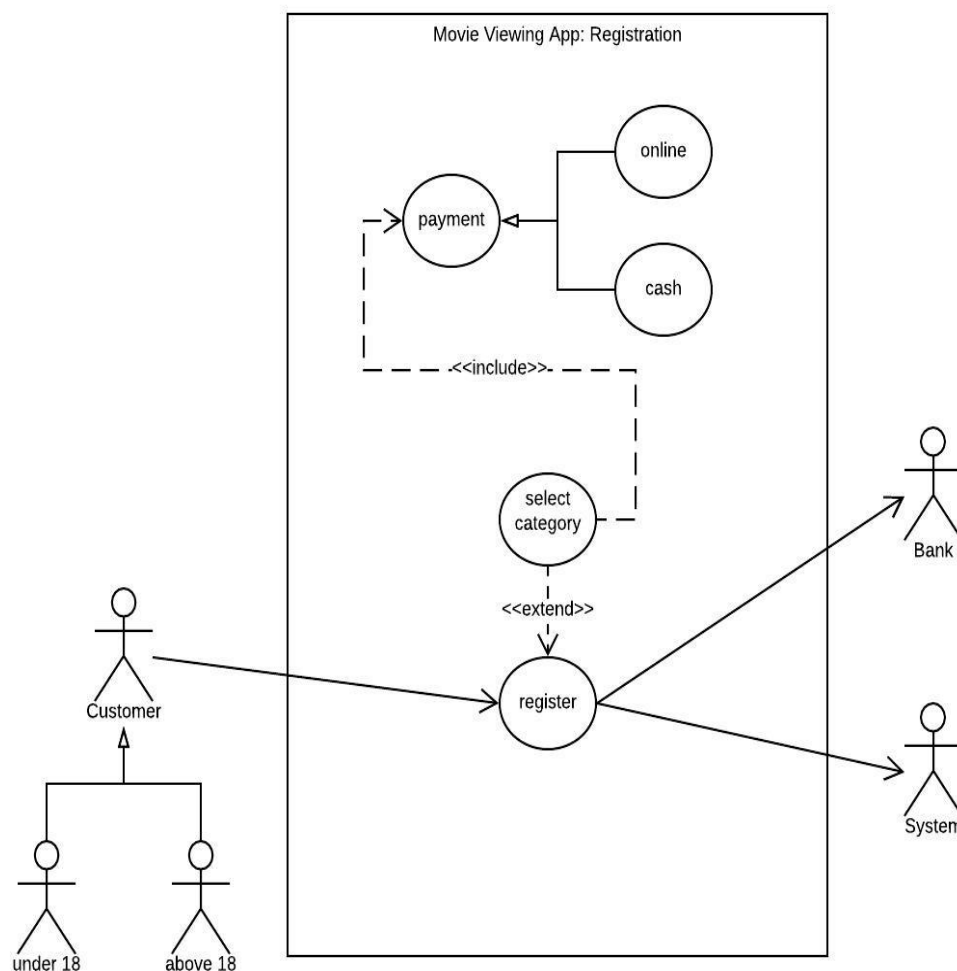 Movie Viewing App: Registration
online
payment
cash
<<include>>
select
category
Bank
<<extend>>
register
Customer
System
under 18
above 18